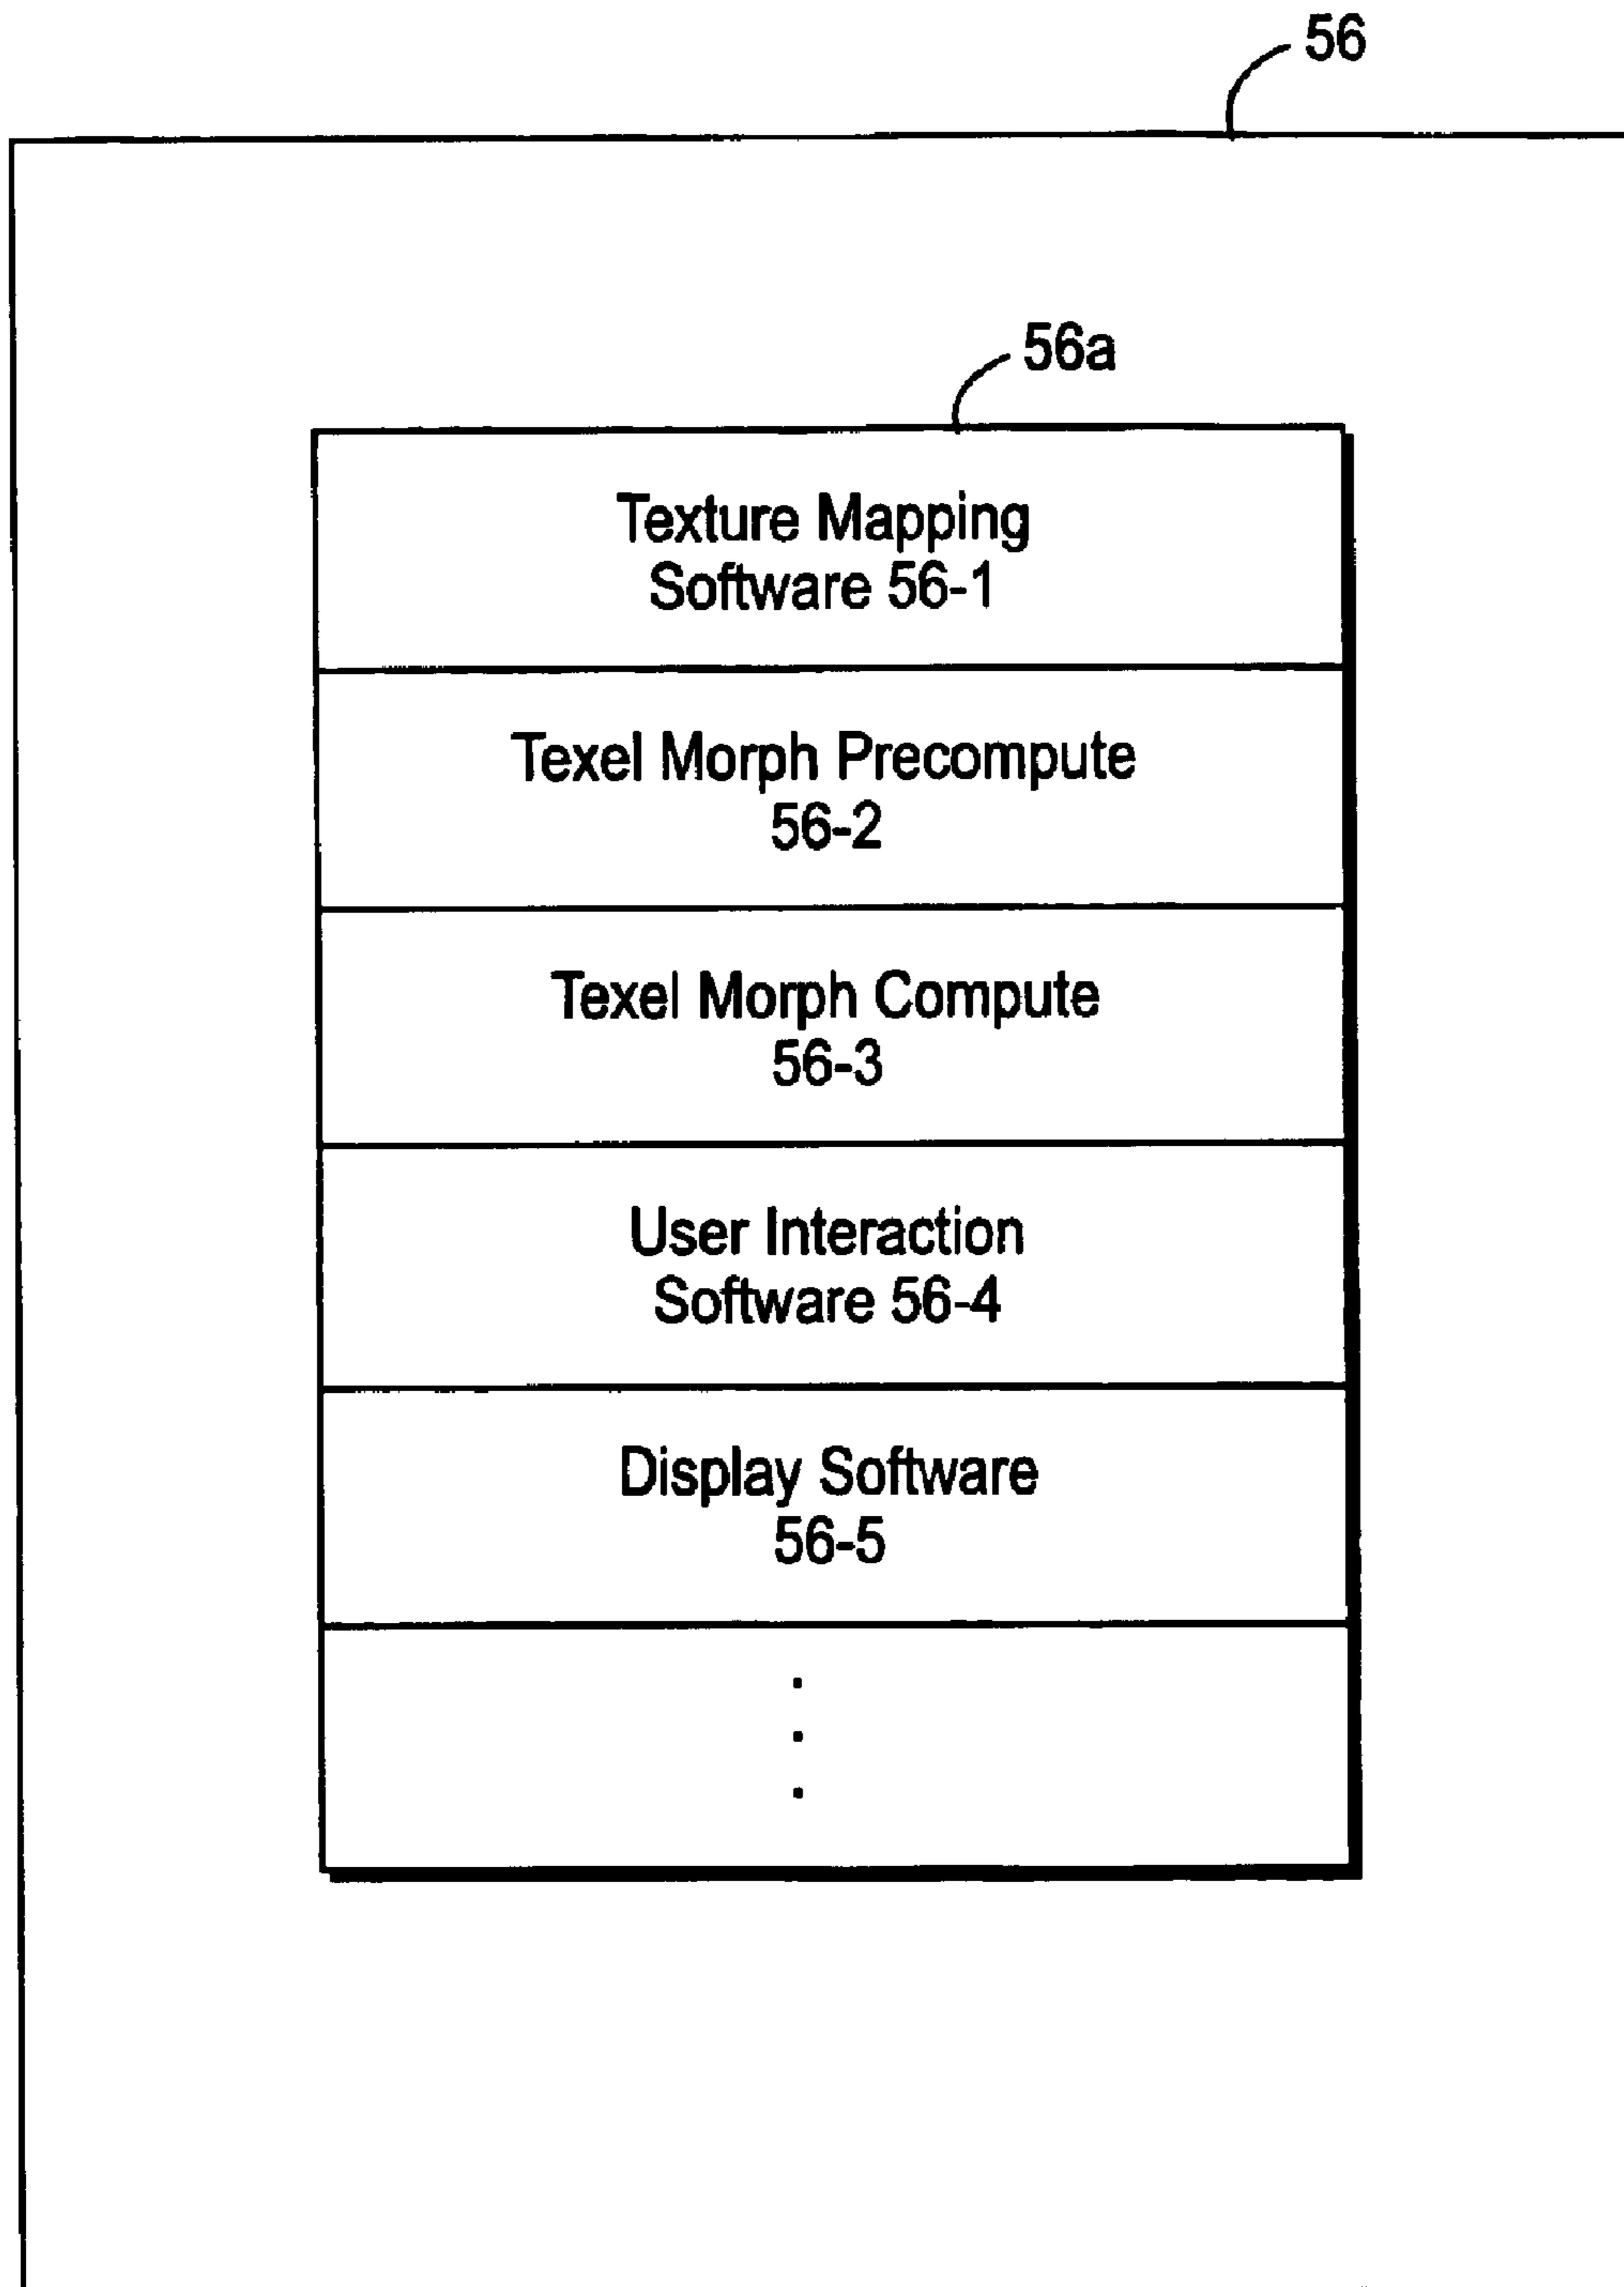 56
56a
Texture Mapping
Software 56-1
Texel Morph Precompute
56-2
Texel Morph Compute
56-3
User Interaction
Software 56-4
Display Software
56-5